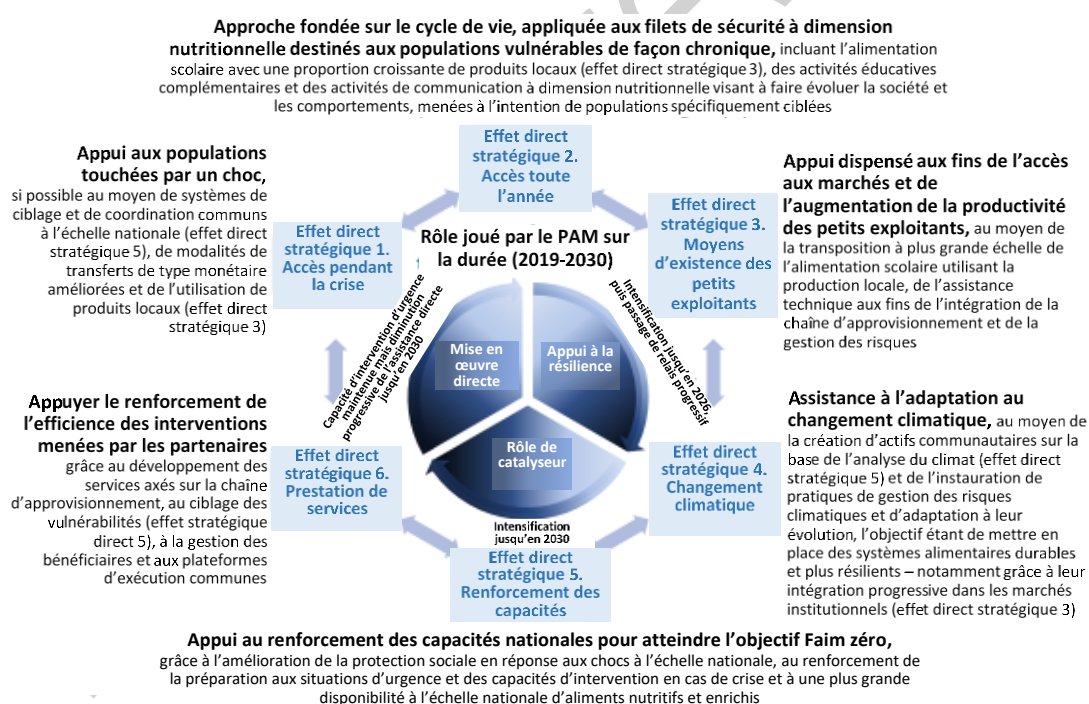 Approche fondée sur le cycle de vie, appliquée aux filets de sécurité à dimension
nutritionnelle destinés aux populations vulnérables de façon chronique, incluant l'alimentation
scolaire avec une proportion croissante de produits locaux (effet direct stratégique 3), des activités éducatives
complémentaires et des activités de communication à dimension nutritionnelle visant à faire évoluer la société et
les comportements, menées à l'intention de populations spécifiquement ciblées
Appui aux populations
touchées par un choc,
si possible au moyen de systèmes de
ciblage et de coordination communs
à l'échelle nationale (effet direct
stratégique 5), de modalités de
transferts de type monétaire
améliorées et de l'utilisation de
produits locaux (effet direct
stratégique 3)
Effet direct
stratégique 2.
Accès toute
l'année
Effet direct
stratégique 1.
Accès pendant
la crise
Rôle joué par le PAM sur
la durée (2019-2030)
Effet direct
stratégique 3.
Moyens
d'existence des
petits
exploitants
Appui dispensé aux fins de l'accès
aux marchés et de
l'augmentation de la productivité
des petits exploitants, au moyen de
la transposition à plus grande échelle de
l'alimentation scolaire utilisant la
production locale, de l'assistance
technique aux fins de l'intégration de la
chaîne d'approvisionnement et de la
gestion des risques
Capacité d'intervention d'urgence
maintenue mais diminution
progressive de l'assistance directe
jusqu'en 2030
Mise en
œuvre
directe
Appui à la
résilience
Intensification jusqu'en 2026,
puis passage de relais progressif
Rôle de
catalyseur
Intensification
jusqu'en 2030
Appuyer le renforcement de
l'efficience des interventions
menées par les partenaires
grâce au développement des
services axés sur la chaîne
d'approvisionnement, au ciblage des
vulnérabilités (effet stratégique
direct 5), à la gestion des
bénéficiaires et aux plateformes
d'exécution communes
Effet direct
stratégique 6.
Prestation de
services
Effet direct
stratégique 5.
Renforcement des
capacités
Effet direct
stratégique 4.
Changement
climatique
Assistance à l'adaptation au
changement climatique, au moyen de
la création d'actifs communautaires sur la
base de l'analyse du climat (effet direct
stratégique 5) et de l'instauration de
pratiques de gestion des risques
climatiques et d'adaptation à leur
évolution, l'objectif étant de mettre en
place des systèmes alimentaires durables
et plus résilients – notamment grâce à leur
intégration progressive dans les marchés
institutionnels (effet direct stratégique 3)
Appui au renforcement des capacités nationales pour atteindre l'objectif Faim zéro,
grâce à l'amélioration de la protection sociale en réponse aux chocs à l'échelle nationale, au renforcement de
la préparation aux situations d'urgence et des capacités d'intervention en cas de crise et à une plus grande
disponibilité à l'échelle nationale d'aliments nutritifs et enrichis